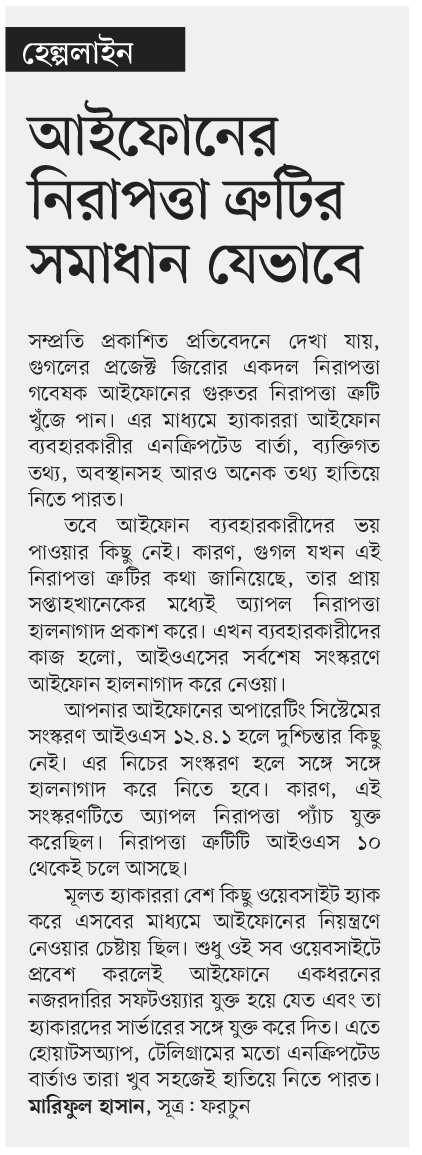 হেল্পলাইন
আইফোনের
নিরাপত্তা ত্রুটির
সমাধান যেভাবে
সম্প্রতি প্রকাশিত প্রতিবেদনে দেখা যায়,
গুগলের প্রজেক্ট জিরোর একদল নিরাপত্তা
গবেষক আইফোনের গুরুতর নিরাপত্তা ত্রুটি
খুঁজে পান। এর মাধ্যমে হ্যাকাররা আইফোন
ব্যবহারকারীর এনক্রিপটেড বার্তা, ব্যক্তিগত
তথ্য, অবস্থানসহ আরও অনেক তথ্য হাতিয়ে
নিতে পারত।
তবে আইফোন ব্যবহারকারীদের ভয়
পাওয়ার কিছু নেই। কারণ, গুগল যখন এই
নিরাপত্তা ত্রুটির কথা জানিয়েছে, তার প্রায়
সপ্তাহখানেকের মধ্যেই অ্যাপল নিরাপত্তা
হালনাগাদ প্রকাশ করে। এখন ব্যবহারকারীদের
কাজ হলো, আইওএসের সর্বশেষ সংস্করণে
আইফোন হালনাগাদ করে নেওয়া।
আপনার আইফোনের অপারেটিং সিস্টেমের
সংস্করণ আইওএস ১২.৪.১ হলে দুশ্চিন্তার কিছু
নেই। এর নিচের সংস্করণ হলে সঙ্গে সঙ্গে
হালনাগাদ করে নিতে হবে। কারণ, এই
সংস্করণটিতে অ্যাপল নিরাপত্তা প্যাঁচ যুক্ত
করেছিল। নিরাপত্তা ত্রুটিটি আইওএস ১০
থেকেই চলে আসছে।
মূলত হ্যাকাররা বেশ কিছু ওয়েবসাইট হ্যাক
করে এসবের মাধ্যমে আইফোনের নিয়ন্ত্রণে
নেওয়ার চেষ্টায় ছিল। শুধু ওই সব ওয়েবসাইটে
প্রবেশ করলেই আইফোনে একধরনের
নজরদারির সফটওয়্যার যুক্ত হয়ে যেত এবং তা
হ্যাকারদের সার্ভারের সঙ্গে যুক্ত করে দিত। এতে
হোয়াটসঅ্যাপ, টেলিগ্রামের মতো এনক্রিপটেড
বার্তাও তারা খুব সহজেই হাতিয়ে নিতে পারত।
মারিফুল হাসান, সূত্র : ফরচুন